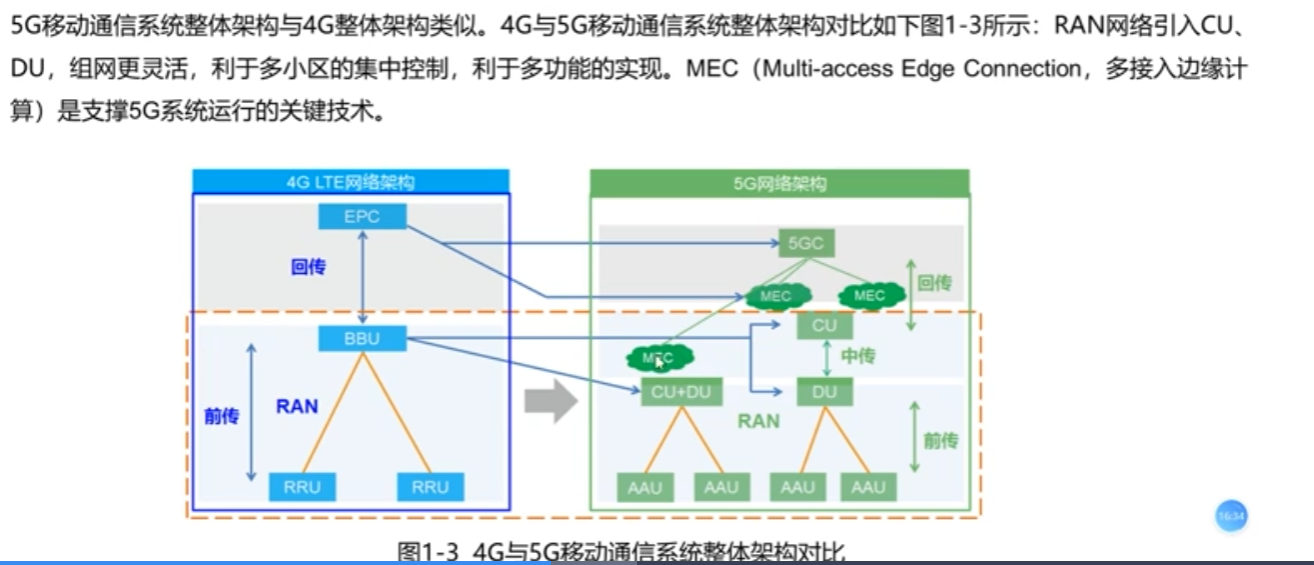 5G移动通信系统整体架构与4G整体架构类似。4G与5G移动通信系统整体架构对比如下图1-3所示：RAN网络引入CU、
DU，组网更灵活，利于多小区的集中控制，利于多功能的实现。MEC（Multi-access Edge Connection，多接入边缘计
算）是支撑5G系统运行的关键技术。
4G LTE网络架构
EPC
回传
BBU
前传
RAN
RRU
RRU
5G网络架构
5GC
MEC
MEC
回传
CU
MEC
中传
CU+DU
DU
RAN
前传
AAU
AAU
AAU
AAU
16:34
图1-3 4G与5G移动通信系统整体架构对比